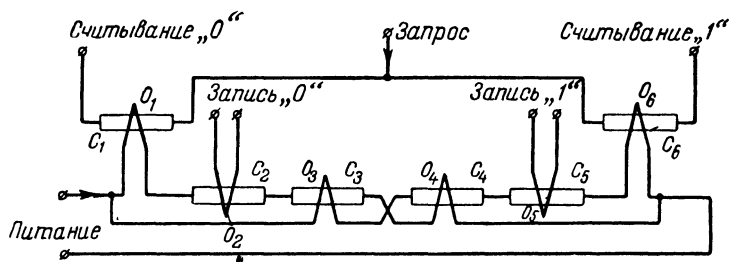 Считывание „0“
Запрос
Считывание „1“
O₁
Запись „0“
Запись „1“
O₆
C₁
C₂
O₃
C₃
O₄
C₄
C₅
C₆
O₂
O₅
Питание